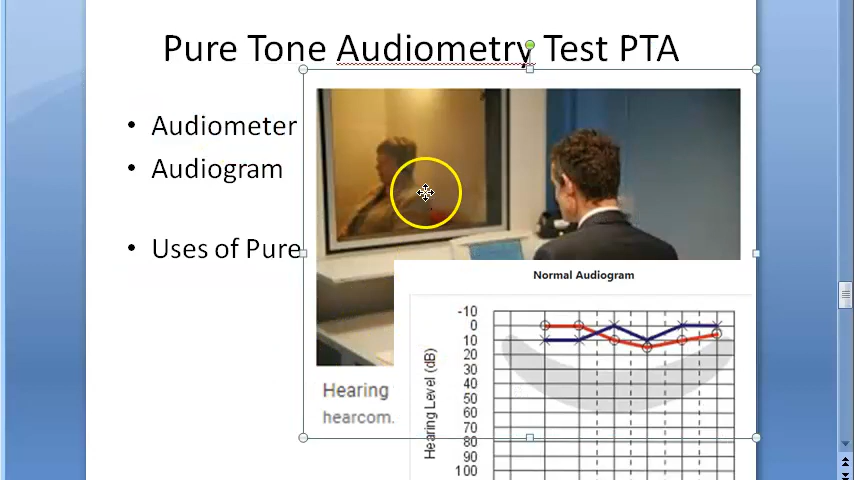 Pure Tone Audiometry Test PTA
• Audiometer
• Audiogram
• Uses of Pure
Hearing
hearcom.
Normal Audiogram
Hearing Level (dB)
-10
0
10
20
30
40
50
60
70
80
90
100